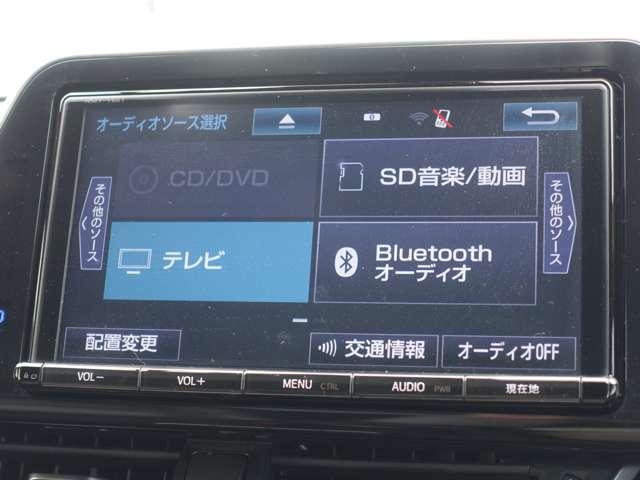 オーディオソース選択
CD/DVD
SD音楽/動画
その他のソース
その他のソース
テレビ
Bluetooth
オーディオ
配置変更
交通情報
オーディオOFF
VOL−
VOL+
MENU CTRL
AUDIO PWR
現在地